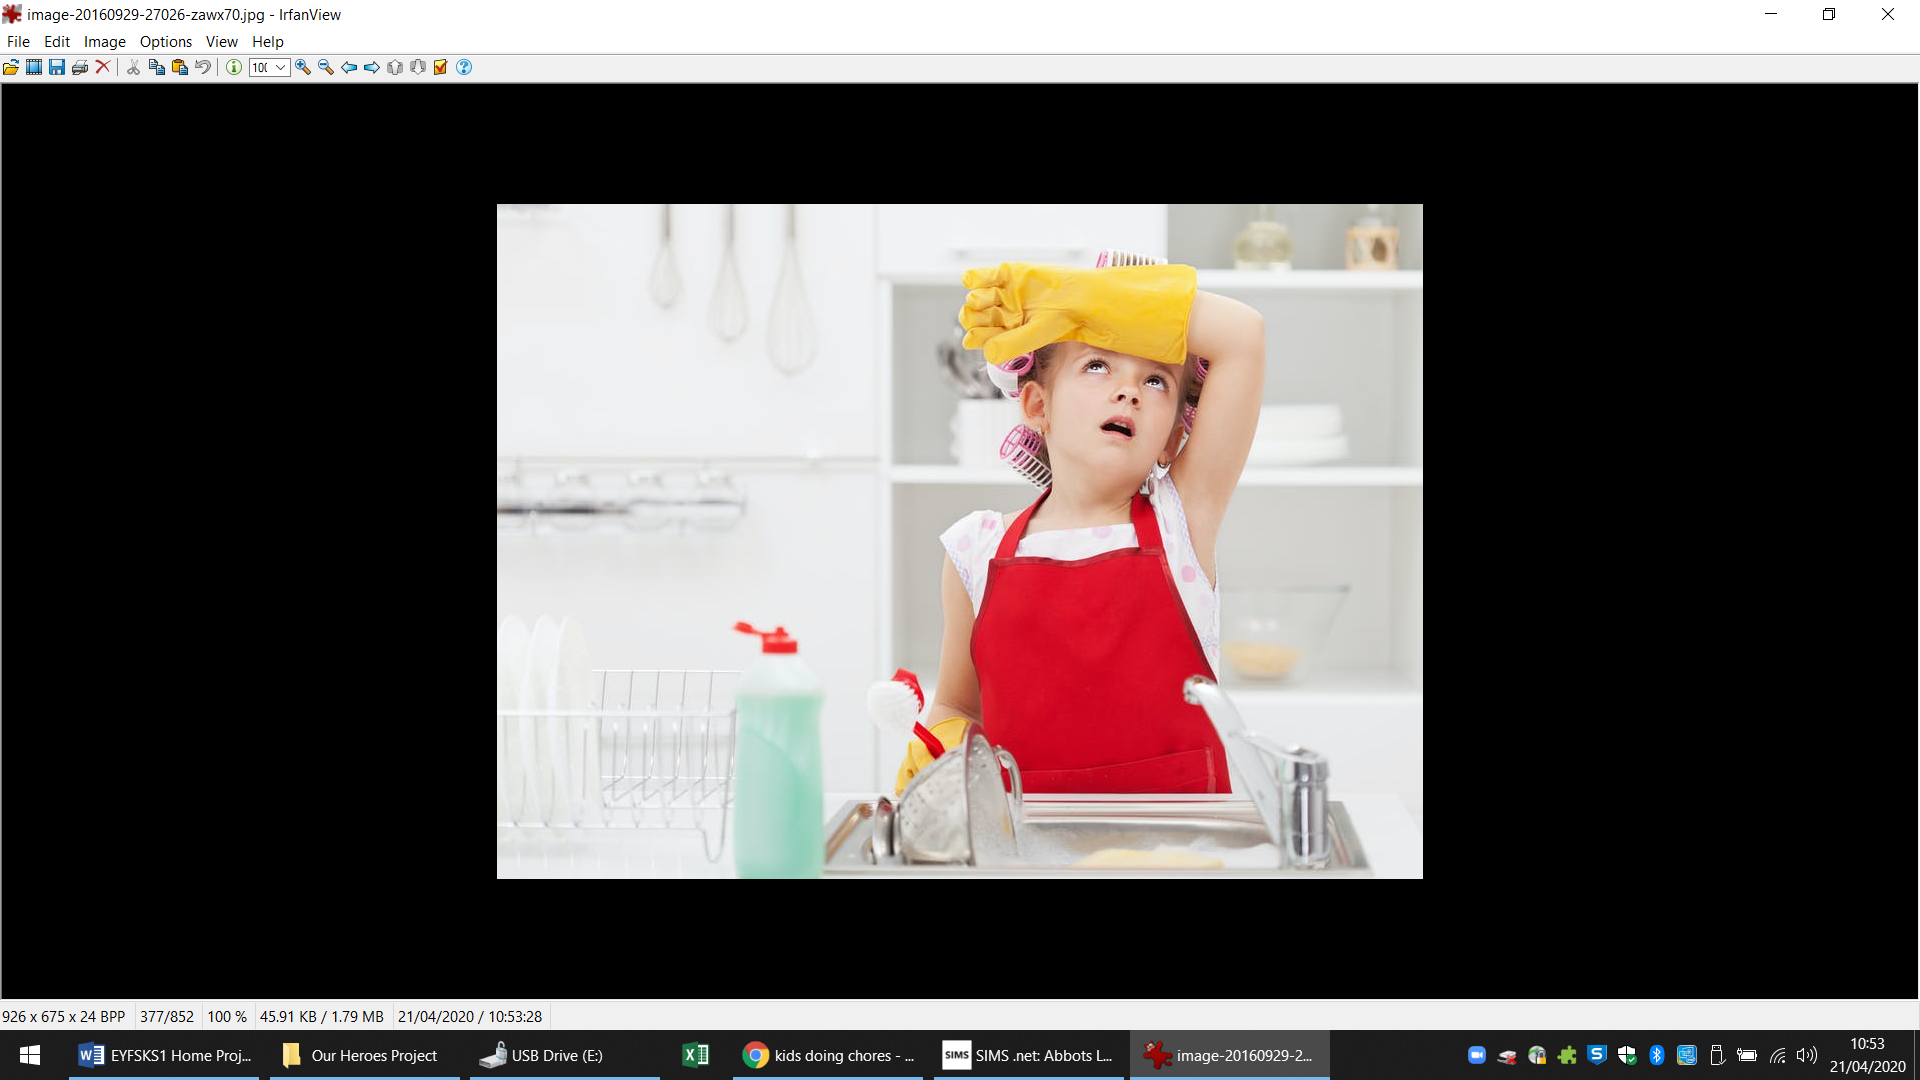 image-20160929-27026-zawx70.jpg - IrfanView
File Edit Image Options View Help
926 x 675 x 24 BPP 377/852 100 % 45.91 KB / 1.79 MB 21/04/2020 / 10:53:28
EYFSKS1 Home Proj... Our Heroes Project USB Drive (E:) kids doing chores - ... SIMS SIMS .net: Abbots L... image-20160929-2... 10:53
21/04/2020